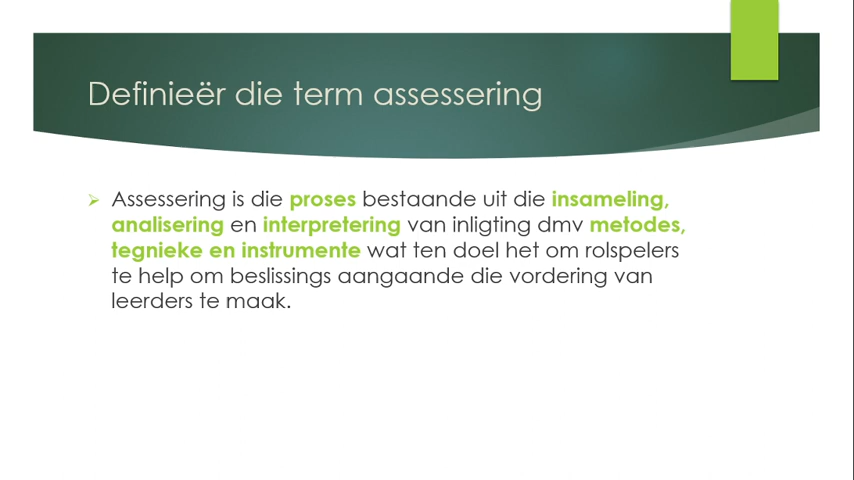 Definieër die term assessering
Assessering is die proses bestaande uit die insameling,
analisering en interpretering van inligting dmv metodes,
tegnieke en instrumente wat ten doel het om rolspelers
te help om beslissings aangaande die vordering van
leerders te maak.